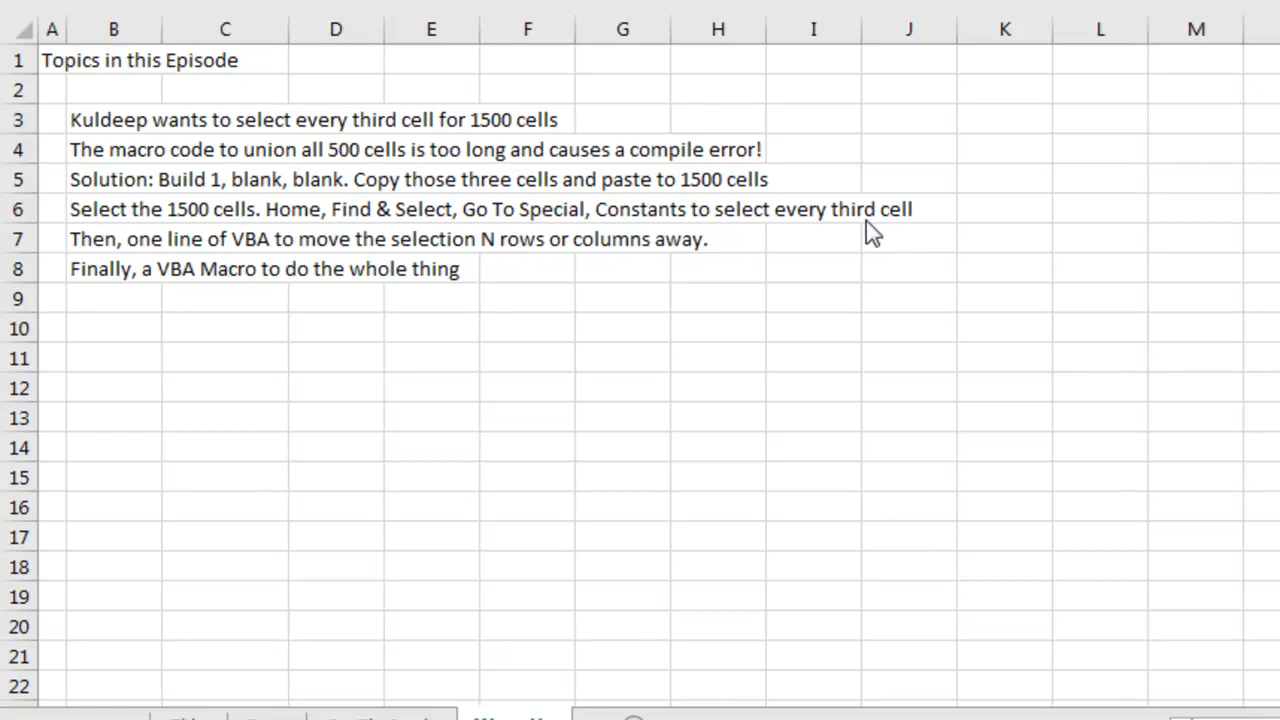 A B C D E F G H I J K L M
1 Topics in this Episode
2
3 Kuldeep wants to select every third cell for 1500 cells
4 The macro code to union all 500 cells is too long and causes a compile error!
5 Solution: Build 1, blank, blank. Copy those three cells and paste to 1500 cells
6 Select the 1500 cells. Home, Find & Select, Go To Special, Constants to select every third cell
7 Then, one line of VBA to move the selection N rows or columns away.
8 Finally, a VBA Macro to do the whole thing
9
10
11
12
13
14
15
16
17
18
19
20
21
22